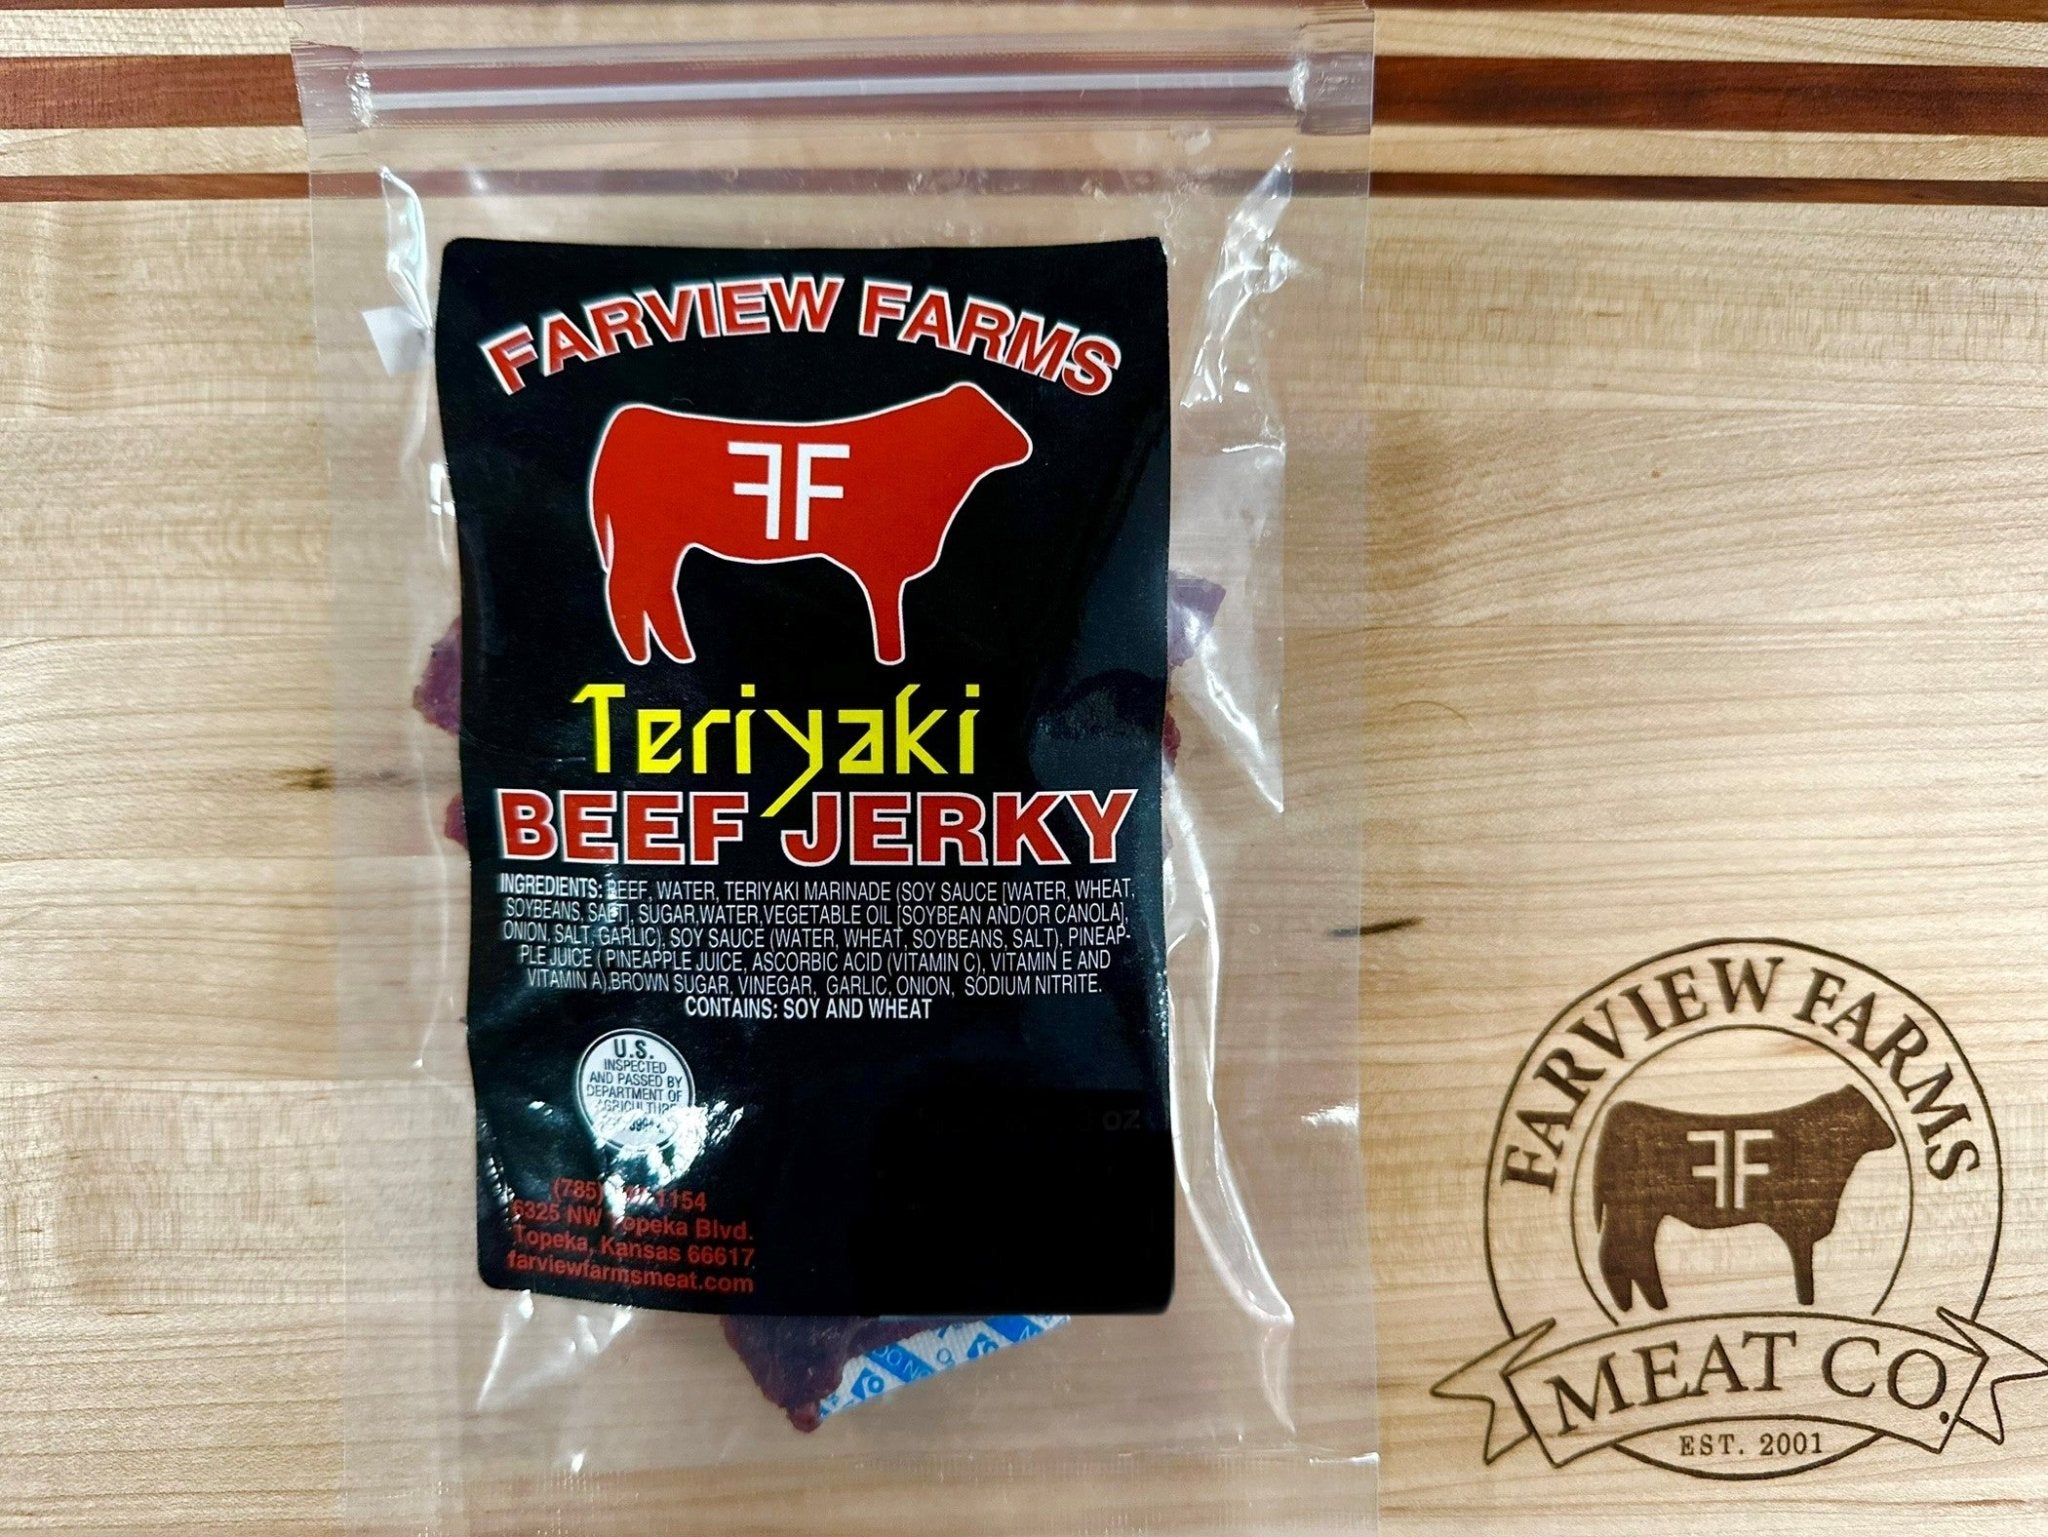 FARVIEW FARMS
FF
Teriyaki
BEEF JERKY
INGREDIENTS: BEEF, WATER, TERIYAKI MARINADE (SOY SAUCE [WATER, WHEAT,
SOYBEANS, SALT], SUGAR,WATER,VEGETABLE OIL [SOYBEAN AND/OR CANOLA],
ONION, SALT, GARLIC), SOY SAUCE (WATER, WHEAT, SOYBEANS, SALT), PINEAP-
PLE JUICE ( PINEAPPLE JUICE, ASCORBIC ACID (VITAMIN C), VITAMIN E AND
VITAMIN A),BROWN SUGAR, VINEGAR, GARLIC, ONION, SODIUM NITRITE.
CONTAINS: SOY AND WHEAT
U.S.
INSPECTED
AND PASSED BY
DEPARTMENT OF
AGRICULTURE
OZ
(785) 1154
6325 NW Topeka Blvd.
Topeka, Kansas 66617
farviewfarmsmeat.com
FARVIEW FARMS
FF
MEAT CO.
EST. 2001